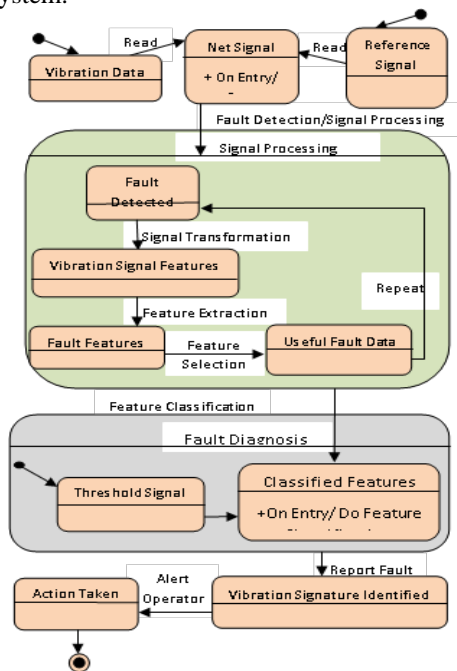 ystem.
Read
Vibration Data
Net Signal
+ On Entry/
-
Read
Reference
Signal
Fault Detection/Signal Processing
Signal Processing
Fault
Detected
Signal Transformation
Vibration Signal Features
Repeat
Feature Extraction
Fault Features
Feature
Selection
Useful Fault Data
Feature Classification
Fault Diagnosis
Threshold Signal
Classified Features
+On Entry/ Do Feature
Report Fault
Alert
Operator
Action Taken
Vibration Signature Identified